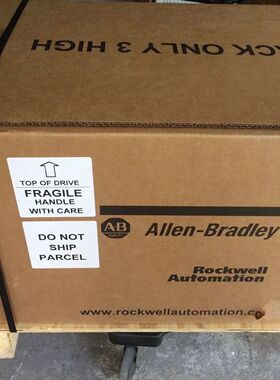 ACK ONLY 3 HIGH
TOP OF DRIVE
FRAGILE
HANDLE
WITH CARE
DO NOT
SHIP
PARCEL
AB
Allen-Bradley
Rockwell
Automation
www.rockwellautomation.co